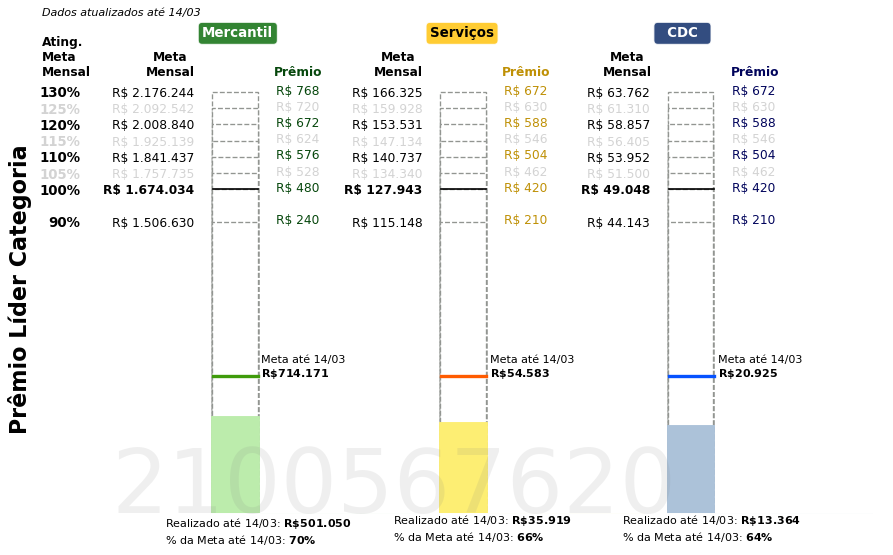 Dados atualizados até 14/03
Mercantil Serviços CDC
Ating.
Meta
Mensal
Meta
Mensal Prêmio
Meta
Mensal Prêmio
Meta
Mensal Prêmio
130% R$ 2.176.244 R$ 768 R$ 166.325 R$ 672 R$ 63.762 R$ 672
125% R$ 2.092.542 R$ 720 R$ 159.928 R$ 630 R$ 61.310 R$ 630
120% R$ 2.008.840 R$ 672 R$ 153.531 R$ 588 R$ 58.857 R$ 588
115% R$ 1.925.139 R$ 624 R$ 147.134 R$ 546 R$ 56.405 R$ 546
110% R$ 1.841.437 R$ 576 R$ 140.737 R$ 504 R$ 53.952 R$ 504
105% R$ 1.757.735 R$ 528 R$ 134.340 R$ 462 R$ 51.500 R$ 462
100% R$ 1.674.034 R$ 480 R$ 127.943 R$ 420 R$ 49.048 R$ 420
90% R$ 1.506.630 R$ 240 R$ 115.148 R$ 210 R$ 44.143 R$ 210
Prêmio Líder Categoria
Meta até 14/03
R$714.171
Meta até 14/03
R$54.583
Meta até 14/03
R$20.925
2100567620
Realizado até 14/03: R$501.050
% da Meta até 14/03: 70%
Realizado até 14/03: R$35.919
% da Meta até 14/03: 66%
Realizado até 14/03: R$13.364
% da Meta até 14/03: 64%